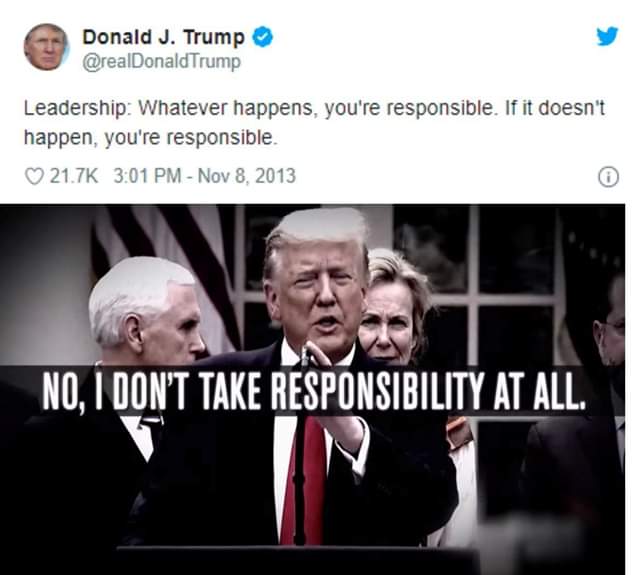 Donald J. Trump
@realDonaldTrump
Leadership: Whatever happens, you're responsible. If it doesn't
happen, you're responsible.
21.7K 3:01 PM - Nov 8, 2013
NO, I DON'T TAKE RESPONSIBILITY AT ALL.